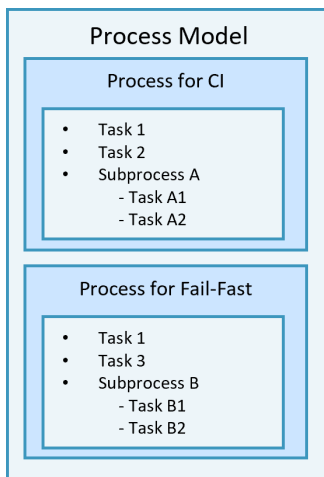 Process Model
Process for CI
• Task 1
• Task 2
• Subprocess A
- Task A1
- Task A2
Process for Fail-Fast
• Task 1
• Task 3
• Subprocess B
- Task B1
- Task B2